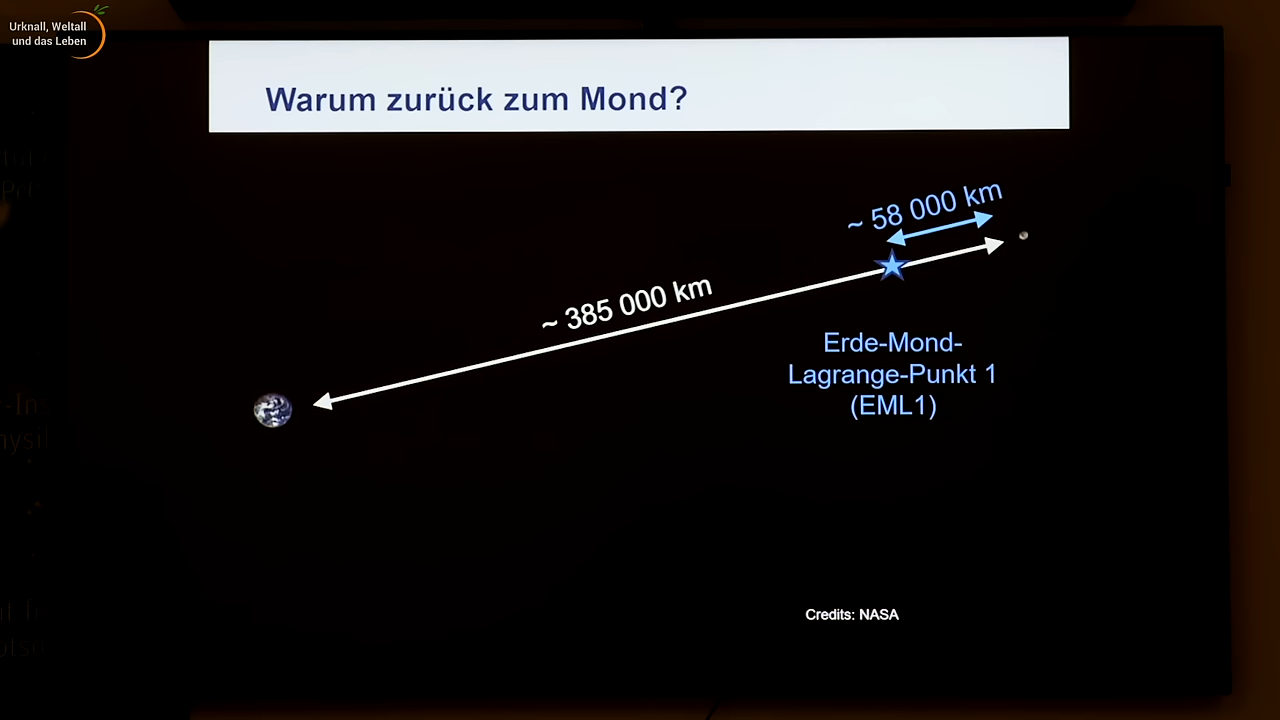 Urknall, Weltall
und das Leben
Warum zurück zum Mond?
~ 58 000 km
~ 385 000 km
Erde-Mond-
Lagrange-Punkt 1
(EML1)
Credits: NASA